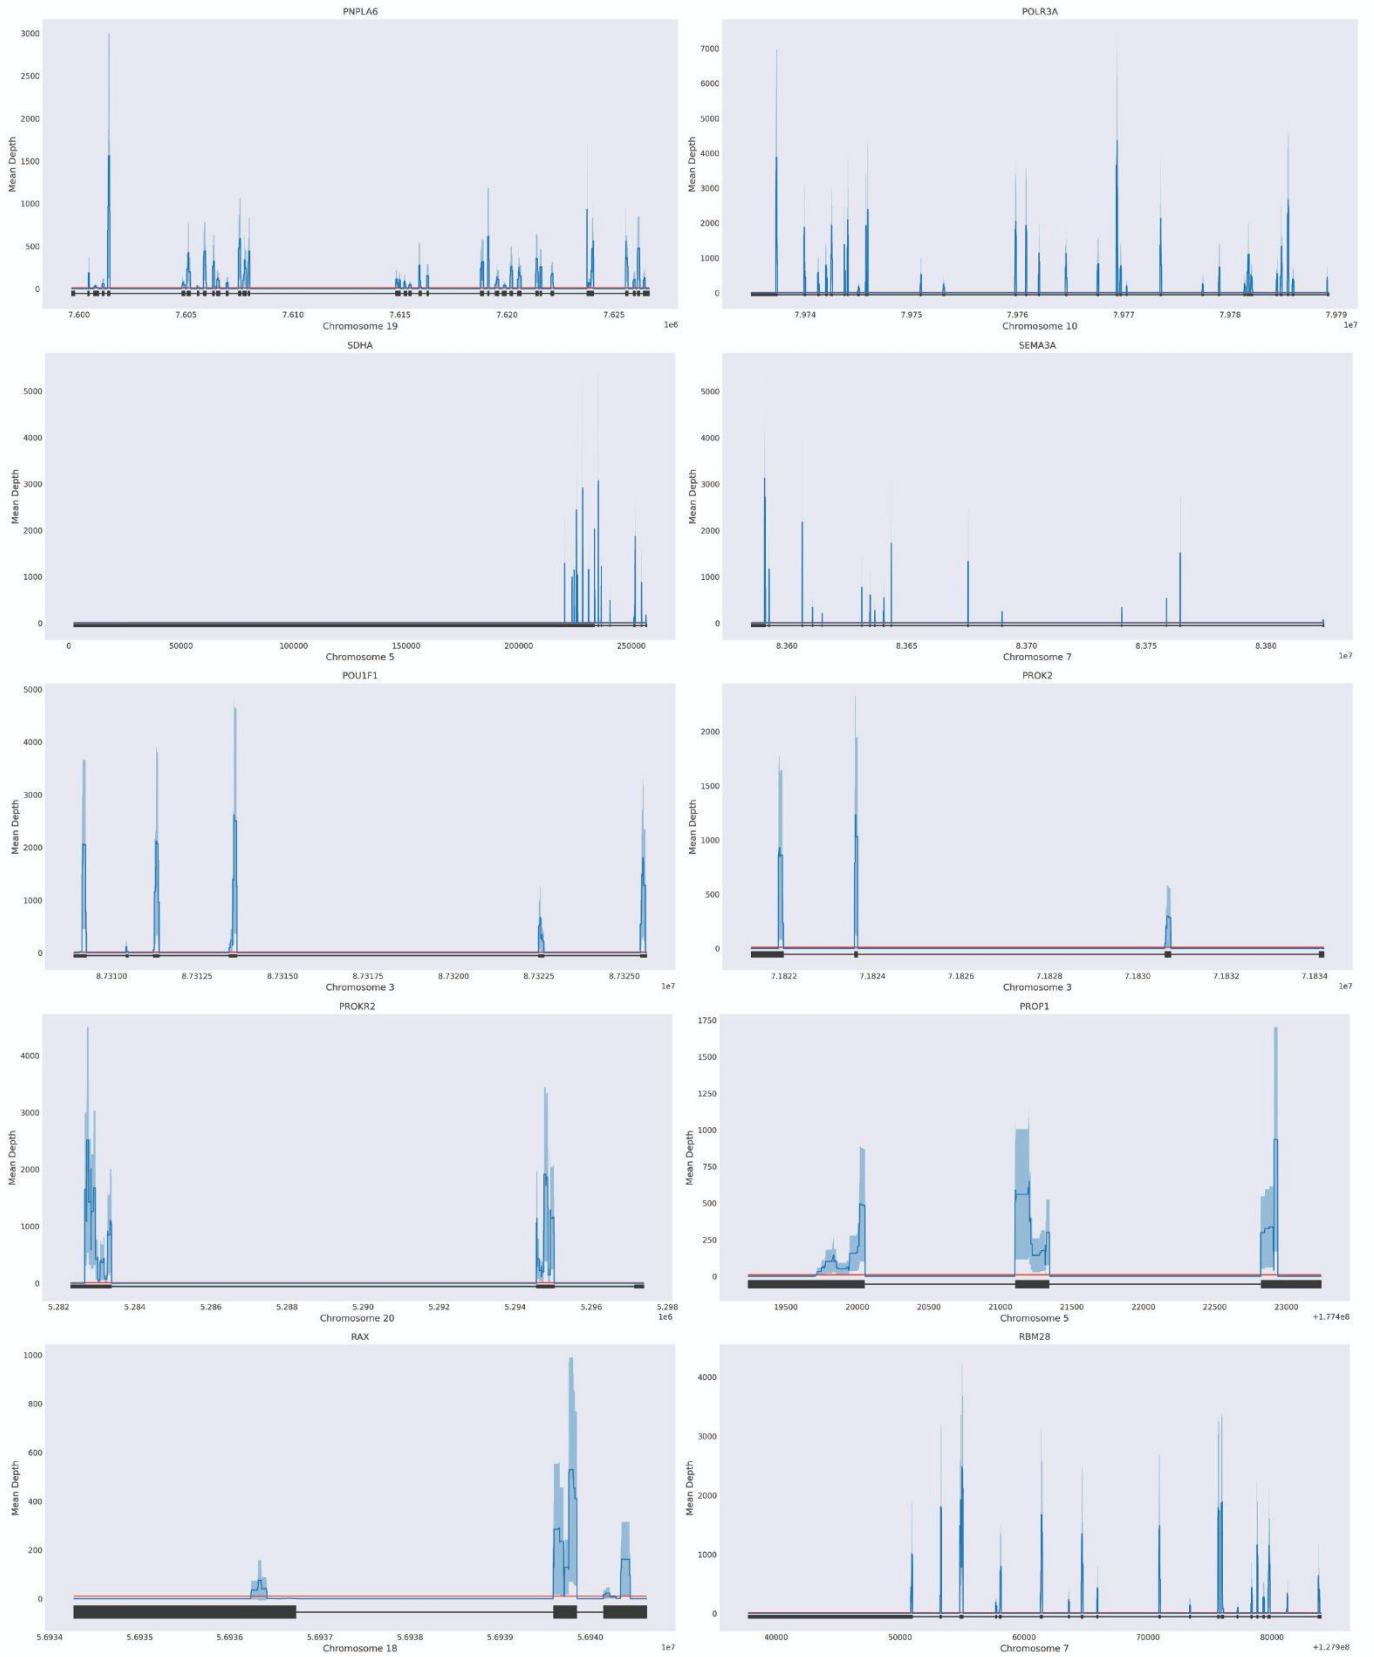 PNPLA6
Mean Depth
3000
2500
2000
1500
1000
500
0
7.600 7.605 7.610 7.615 7.620 7.625
Chromosome 19
1e6
POLR3A
Mean Depth
7000
6000
5000
4000
3000
2000
1000
0
7.974 7.975 7.976 7.977 7.978 7.979
Chromosome 10
1e7
SDHA
Mean Depth
5000
4000
3000
2000
1000
0
0 50000 100000 150000 200000 250000
Chromosome 5
SEMA3A
Mean Depth
5000
4000
3000
2000
1000
0
8.360 8.365 8.370 8.375 8.380
Chromosome 7
1e7
POU1F1
Mean Depth
5000
4000
3000
2000
1000
0
8.73100 8.73125 8.73150 8.73175 8.73200 8.73225 8.73250
Chromosome 3
1e7
PROK2
Mean Depth
2000
1500
1000
500
0
7.1822 7.1824 7.1826 7.1828 7.1830 7.1832 7.1834
Chromosome 3
1e7
PROKR2
Mean Depth
4000
3000
2000
1000
0
5.282 5.284 5.286 5.288 5.290 5.292 5.294 5.296 5.298
Chromosome 20
1e6
PROP1
Mean Depth
1750
1500
1250
1000
750
500
250
0
19500 20000 20500 21000 21500 22000 22500 23000
Chromosome 5
+1.774e8
RAX
Mean Depth
1000
800
600
400
200
0
5.6934 5.6935 5.6936 5.6937 5.6938 5.6939 5.6940
Chromosome 18
1e7
RBM28
Mean Depth
4000
3000
2000
1000
0
40000 50000 60000 70000 80000
Chromosome 7
+1.279e8